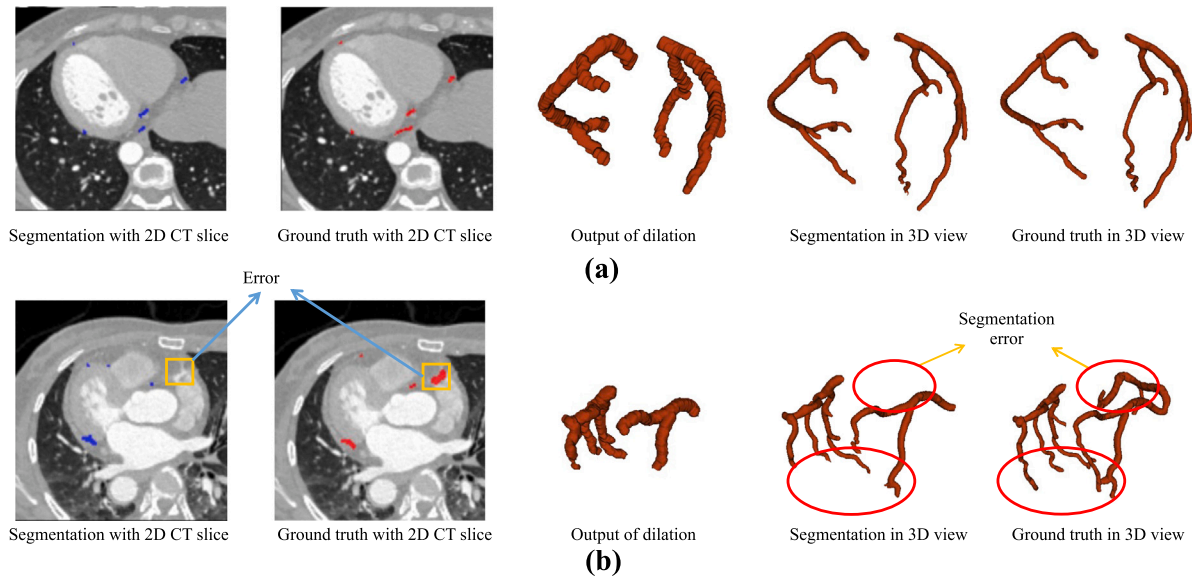 Segmentation with 2D CT slice
Ground truth with 2D CT slice
Output of dilation
Segmentation in 3D view
Ground truth in 3D view
(a)
Error
Segmentation
error
Segmentation with 2D CT slice
Ground truth with 2D CT slice
Output of dilation
Segmentation in 3D view
Ground truth in 3D view
(b)